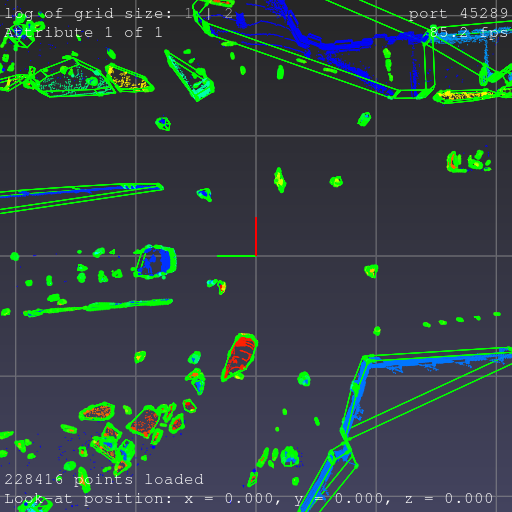 log of grid size: 1 | 2
port 45289
Attribute 1 of 1
85.2 fps
228416 points loaded
Look-at position: x = 0.000, y = 0.000, z = 0.000